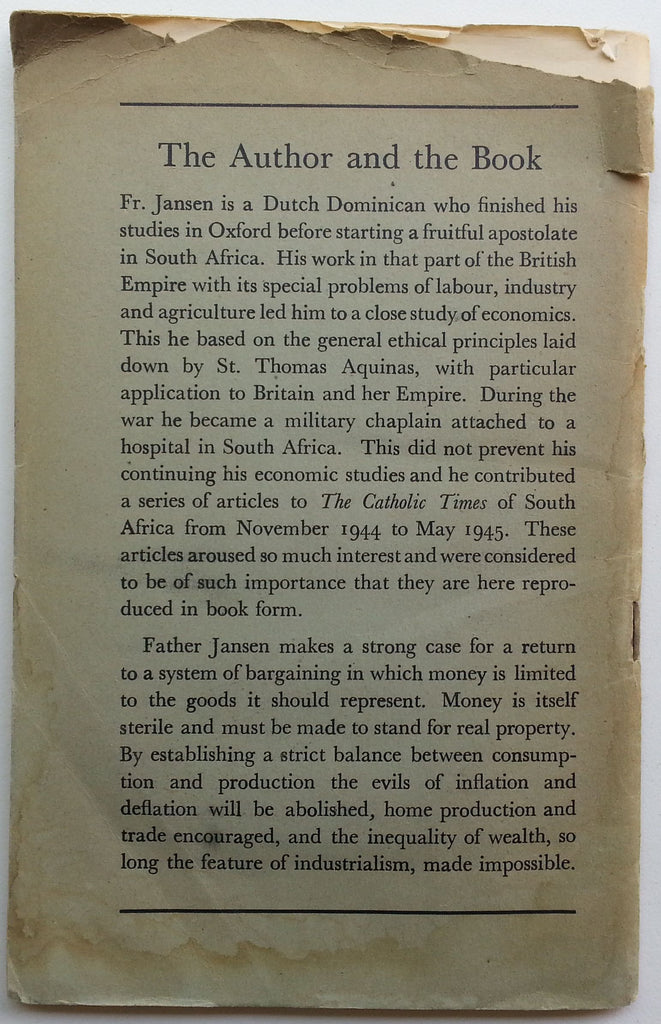 The Author and the Book
Fr. Jansen is a Dutch Dominican who finished his
studies in Oxford before starting a fruitful apostolate
in South Africa. His work in that part of the British
Empire with its special problems of labour, industry
and agriculture led him to a close study of economics.
This he based on the general ethical principles laid
down by St. Thomas Aquinas, with particular
application to Britain and her Empire. During the
war he became a military chaplain attached to a
hospital in South Africa. This did not prevent his
continuing his economic studies and he contributed
a series of articles to The Catholic Times of South
Africa from November 1944 to May 1945. These
articles aroused so much interest and were considered
to be of such importance that they are here repro-
duced in book form.
Father Jansen makes a strong case for a return
to a system of bargaining in which money is limited
to the goods it should represent. Money is itself
sterile and must be made to stand for real property.
By establishing a strict balance between consump-
tion and production the evils of inflation and
deflation will be abolished, home production and
trade encouraged, and the inequality of wealth, so
long the feature of industrialism, made impossible.